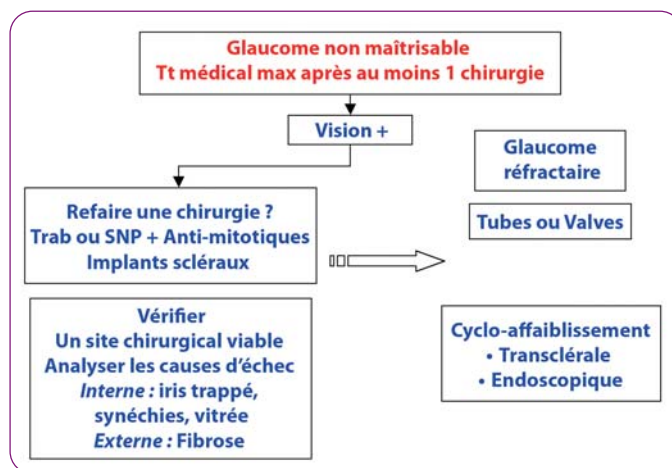 Glaucome non maîtrisable
Tt médical max après au moins 1 chirurgie
Vision +
Refaire une chirurgie ?
Trab ou SNP + Anti-mitotiques
Implants scléraux
Vérifier
Un site chirurgical viable
Analyser les causes d’échec
Interne : iris trappé,
synéchies, vitrée
Externe : Fibrose
Glaucome
réfractaire
Tubes ou Valves
Cyclo-affaiblissement
• Transclérale
• Endoscopique